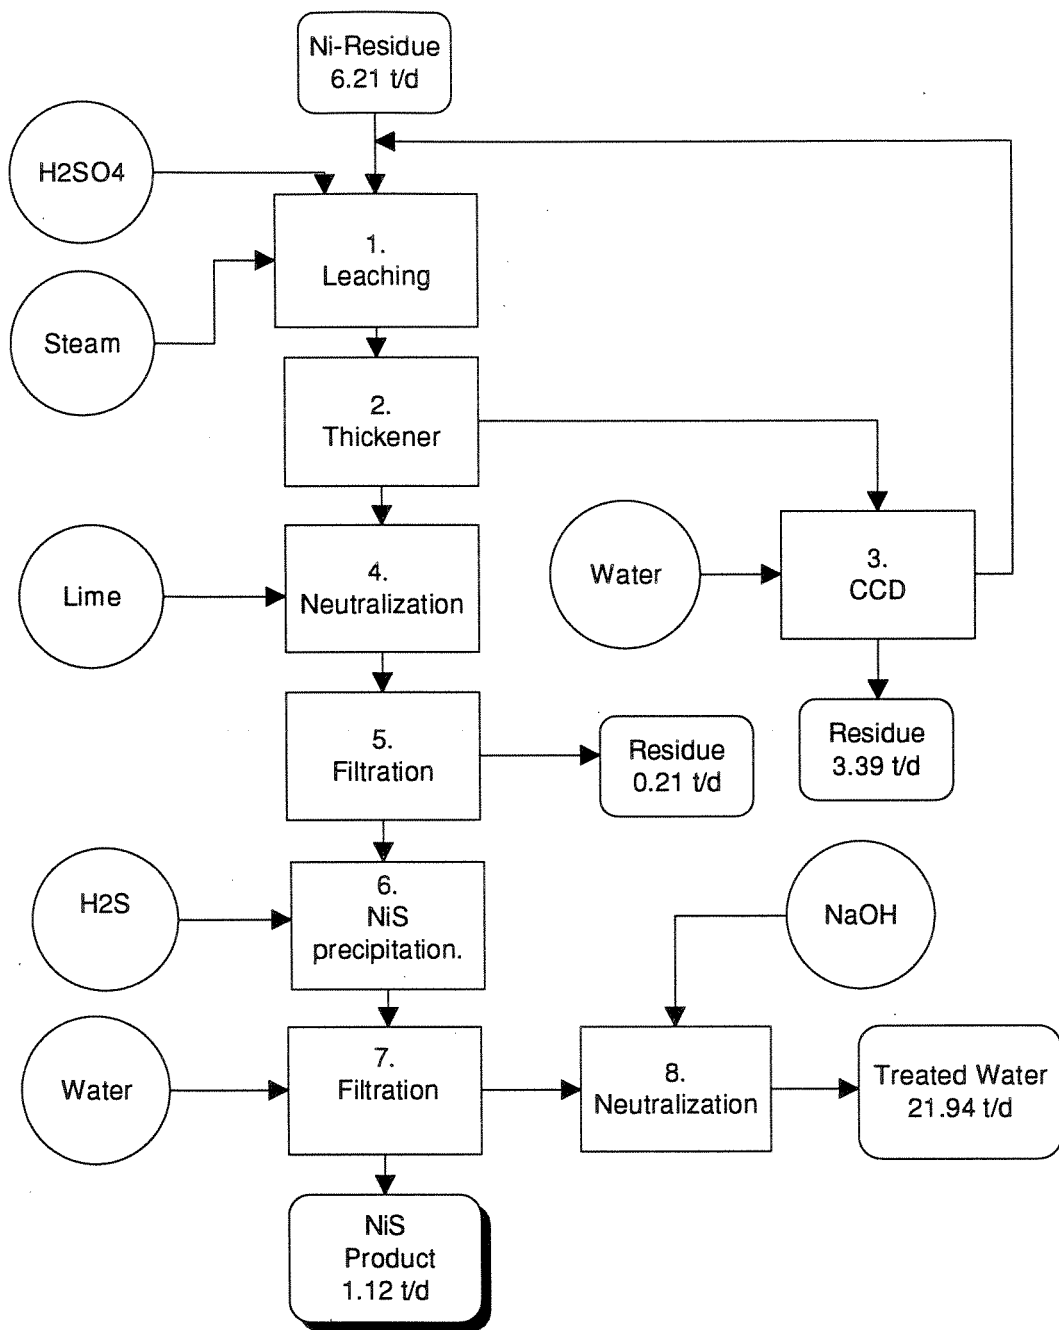 Ni-Residue
6.21 t/d
H2SO4
1.
Leaching
Steam
2.
Thickener
Lime
4.
Neutralization
Water
3.
CCD
5.
Filtration
Residue
0.21 t/d
Residue
3.39 t/d
H2S
6.
NiS
precipitation.
NaOH
Water
7.
Filtration
8.
Neutralization
Treated Water
21.94 t/d
NiS
Product
1.12 t/d